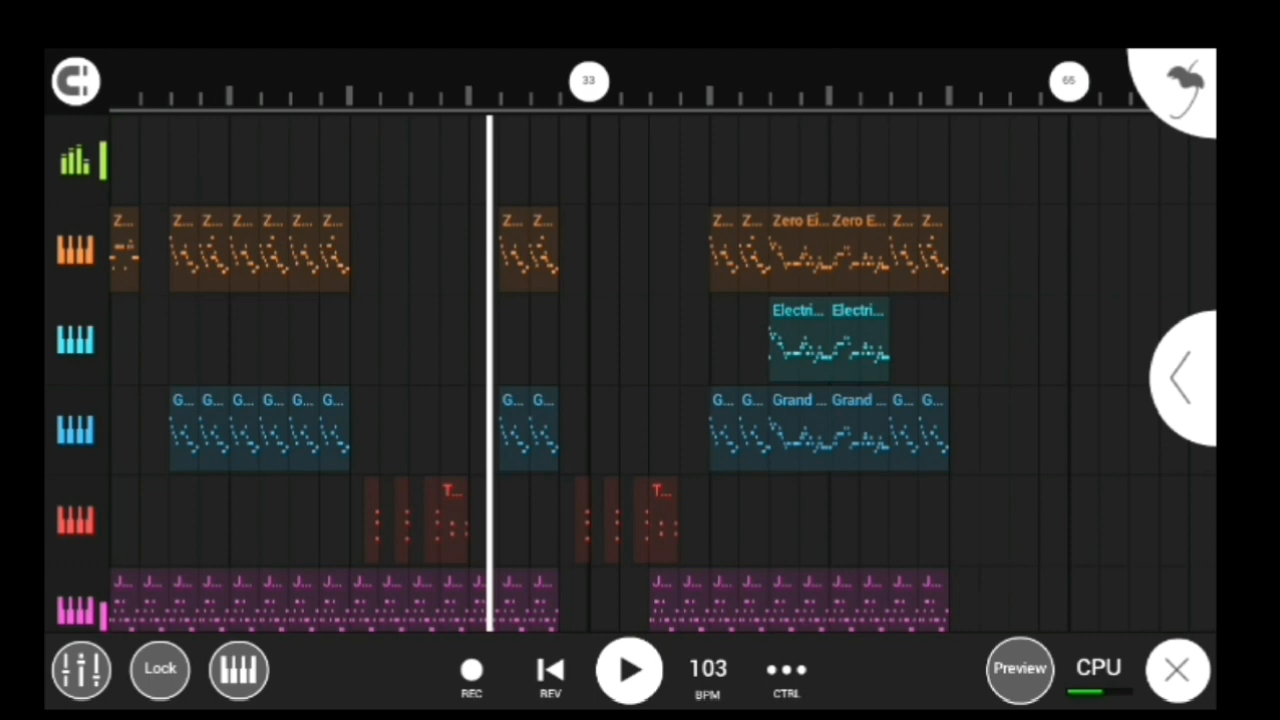 33 65
Z... Z... Z... Z... Z... Z... Z... Z... Z... Z... Z... Zero Ei... Zero E... Z... Z...
Electri... Electri...
G... G... G... G... G... G... G... G... G... G... Grand ... Grand ... G... G...
T... T...
J... J... J... J... J... J... J... J... J... J... J... J... J... J... J... J... J... J... J... J... J... J... J... J... J...
Lock REC REV 103 BPM CTRL Preview CPU